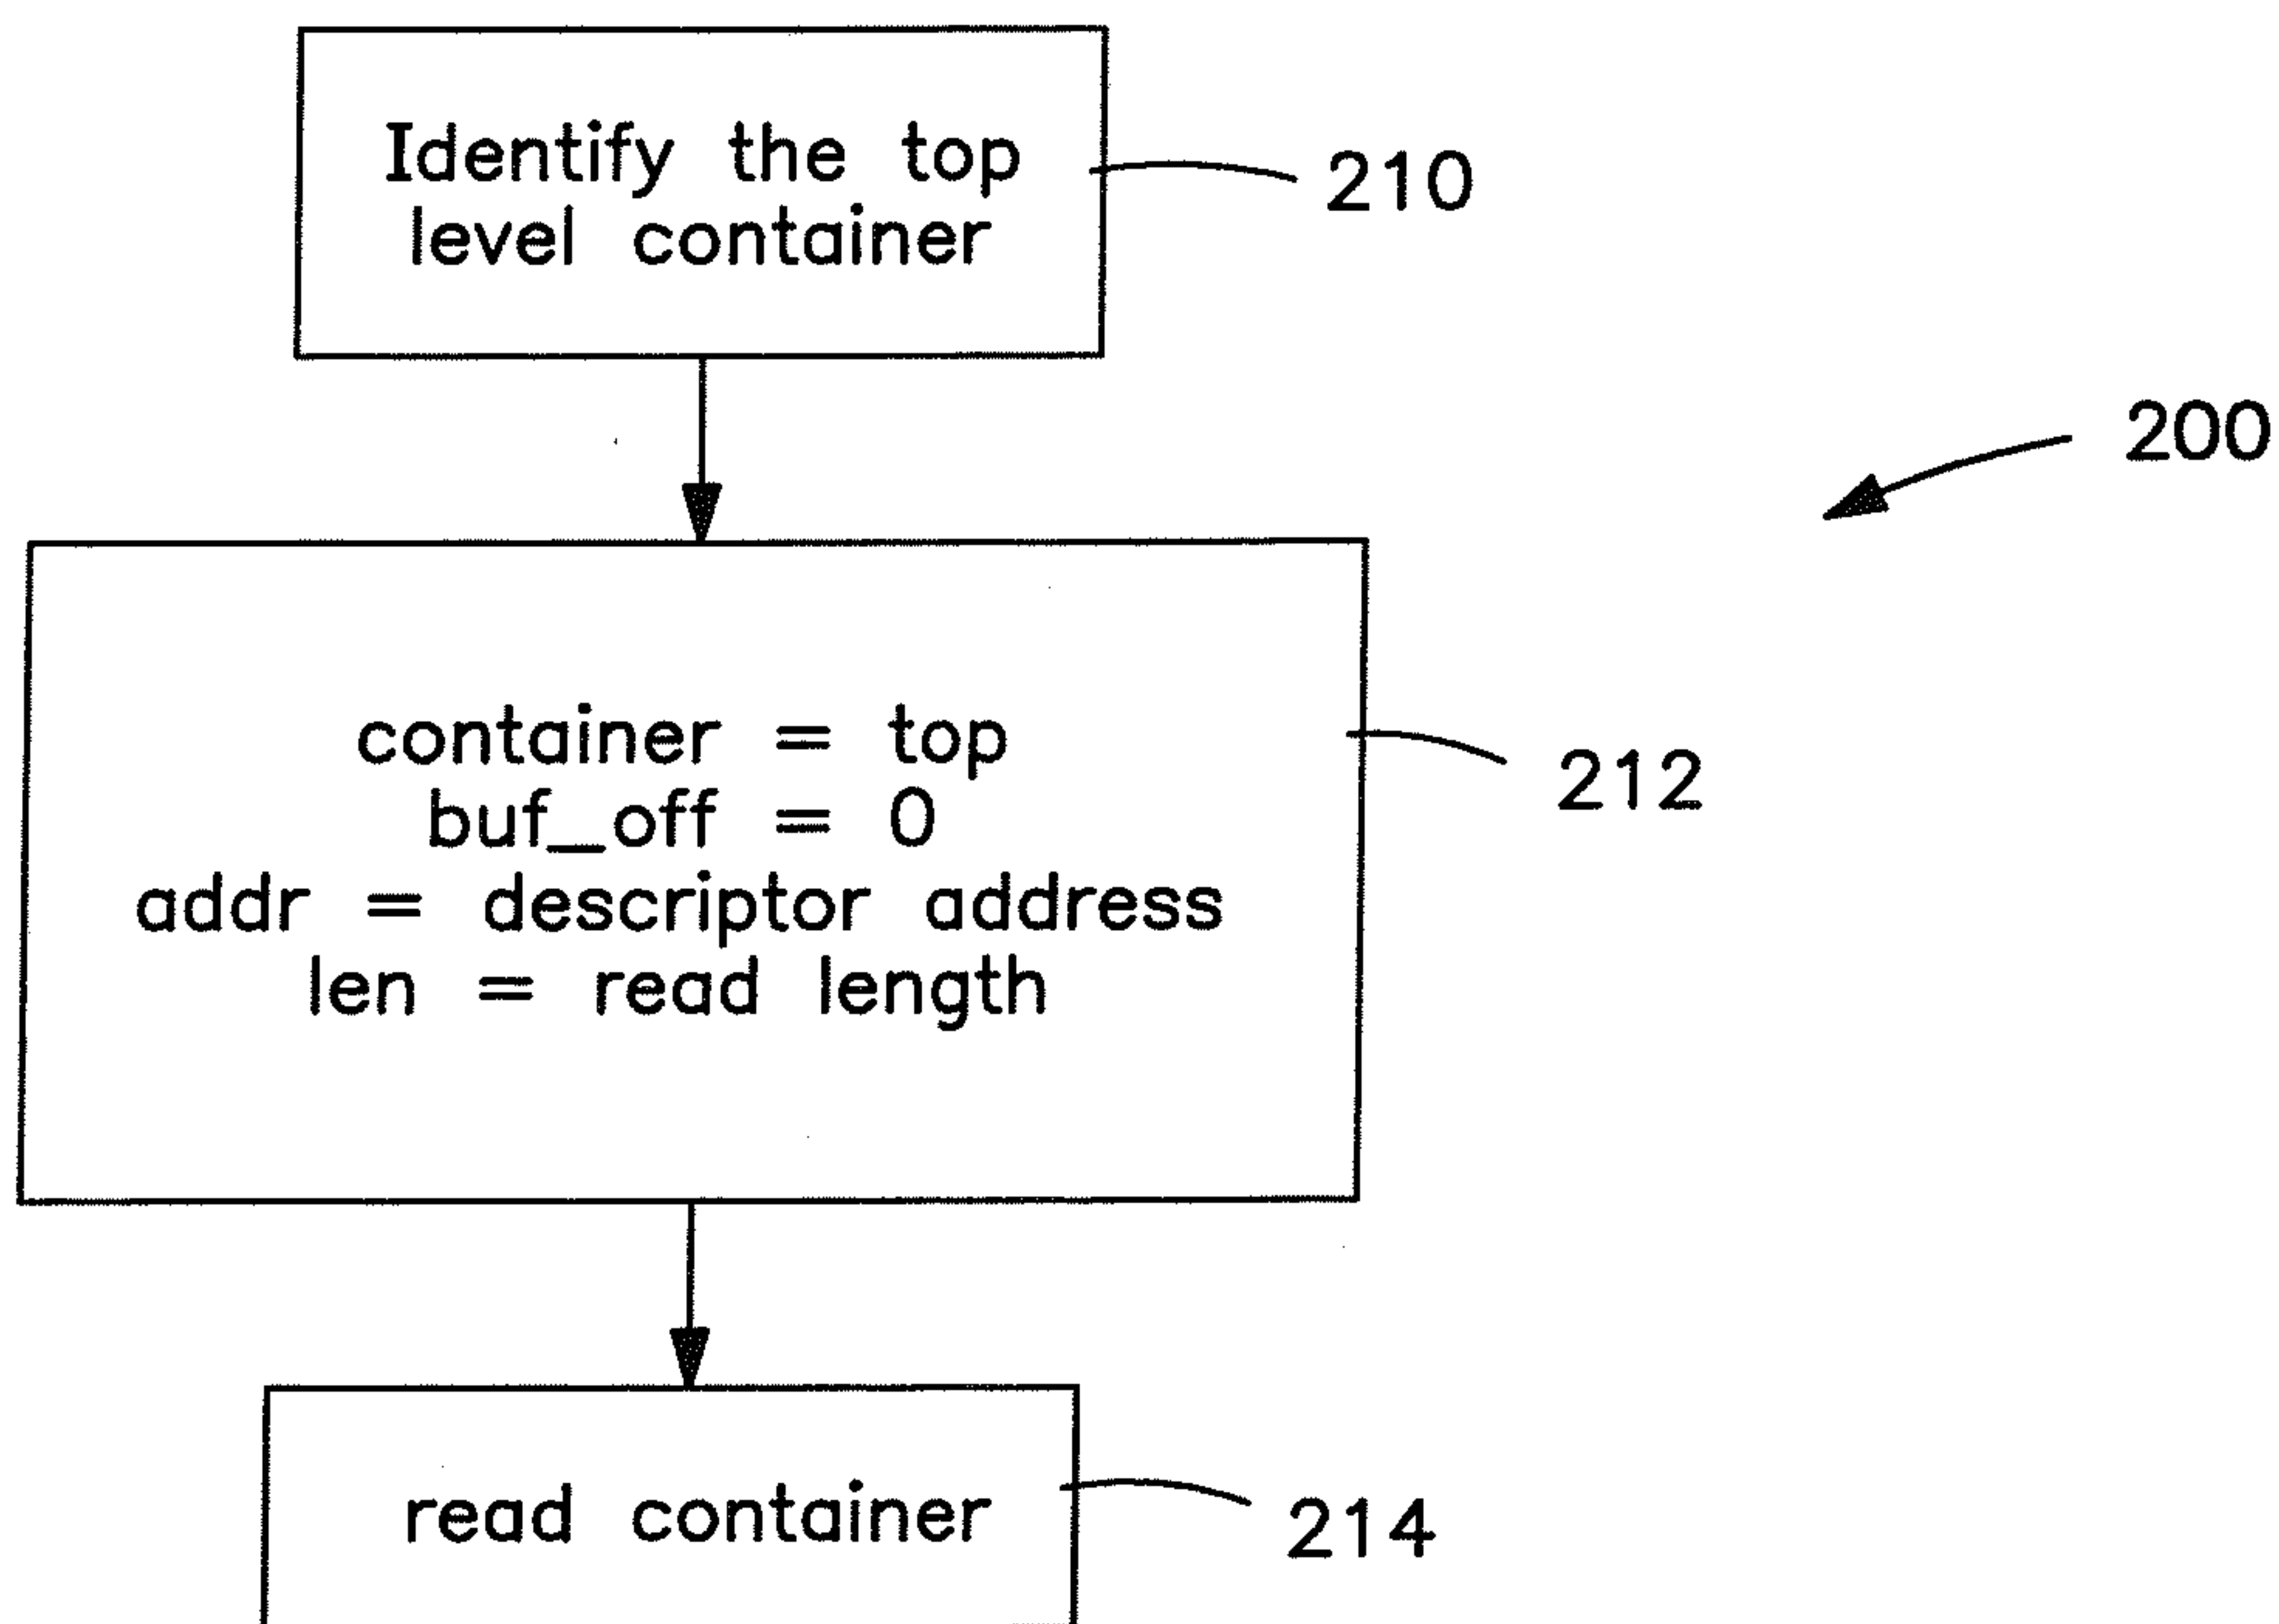 Identify the top
level container
210
200
container = top
buf_off = 0
addr = descriptor address
len = read length
212
read container
214